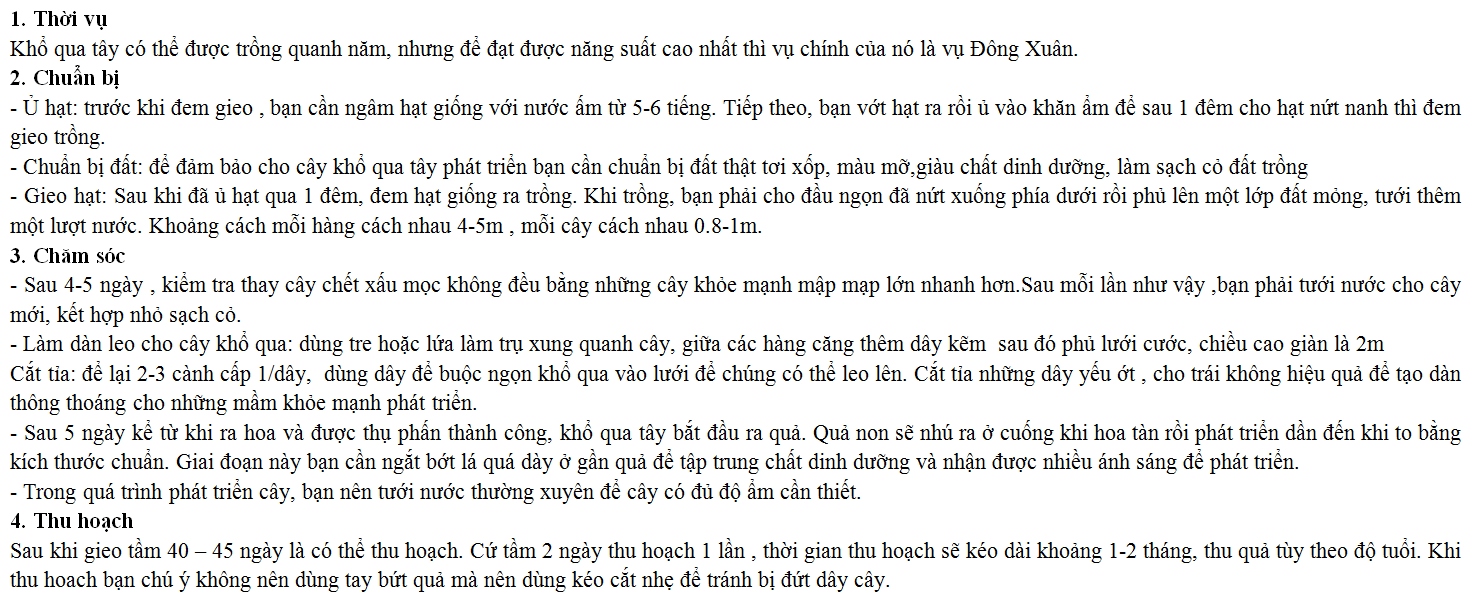 1. Thời vụ
Khổ qua tây có thể được trồng quanh năm, nhưng để đạt được năng suất cao nhất thì vụ chính của nó là vụ Đông Xuân.
2. Chuẩn bị
- Ủ hạt: trước khi đem gieo , bạn cần ngâm hạt giống với nước ấm từ 5-6 tiếng. Tiếp theo, bạn vớt hạt ra rồi ủ vào khăn ẩm để sau 1 đêm cho hạt nứt nanh thì đem
gieo trồng.
- Chuẩn bị đất: để đảm bảo cho cây khổ qua tây phát triển bạn cần chuẩn bị đất thật tơi xốp, màu mỡ,giàu chất dinh dưỡng, làm sạch cỏ đất trồng
- Gieo hạt: Sau khi đã ủ hạt qua 1 đêm, đem hạt giống ra trồng. Khi trồng, bạn phải cho đầu ngọn đã nứt xuống phía dưới rồi phủ lên một lớp đất mỏng, tưới thêm
một lượt nước. Khoảng cách mỗi hàng cách nhau 4-5m , mỗi cây cách nhau 0.8-1m.
3. Chăm sóc
- Sau 4-5 ngày , kiểm tra thay cây chết xấu mọc không đều bằng những cây khỏe mạnh mập mạp lớn nhanh hơn.Sau mỗi lần như vậy ,bạn phải tưới nước cho cây
mới, kết hợp nhỏ sạch cỏ.
- Làm dàn leo cho cây khổ qua: dùng tre hoặc lứa làm trụ xung quanh cây, giữa các hàng căng thêm dây kẽm  sau đó phủ lưới cước, chiều cao giàn là 2m
Cắt tỉa: để lại 2-3 cành cấp 1/dây,  dùng dây để buộc ngọn khổ qua vào lưới để chúng có thể leo lên. Cắt tỉa những dây yếu ớt , cho trái không hiệu quả để tạo dàn
thông thoáng cho những mầm khỏe mạnh phát triển.
- Sau 5 ngày kể từ khi ra hoa và được thụ phấn thành công, khổ qua tây bắt đầu ra quả. Quả non sẽ nhú ra ở cuống khi hoa tàn rồi phát triển dần đến khi to bằng
kích thước chuẩn. Giai đoạn này bạn cần ngắt bớt lá quá dày ở gần quả để tập trung chất dinh dưỡng và nhận được nhiều ánh sáng để phát triển.
- Trong quá trình phát triển cây, bạn nên tưới nước thường xuyên để cây có đủ độ ẩm cần thiết.
4. Thu hoạch
Sau khi gieo tầm 40 – 45 ngày là có thể thu hoạch. Cứ tầm 2 ngày thu hoạch 1 lần , thời gian thu hoạch sẽ kéo dài khoảng 1-2 tháng, thu quả tùy theo độ tuổi. Khi
thu hoach bạn chú ý không nên dùng tay bứt quả mà nên dùng kéo cắt nhẹ để tránh bị đứt dây cây.